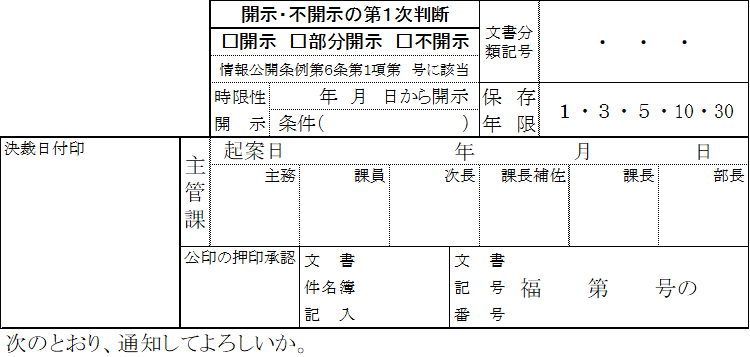 開示・不開示の第１次判断
□開示　□部分開示　□不開示
情報公開条例第6条第1項第　号に該当
文書分
類記号
・　・　・
時限性
開　示
年　月　日から開示
条件(　　　　　　　　　)
保　存
年　限
１・３・５・10・30
決裁日付印
主管課
起案日　　　　　年　　　　月　　　　日
主務　課員　次長　課長補佐　課長　部長
公印の押印承認
文　書
件名簿
記　入
文　書
記　号
番　号
福　　第　　号の
次のとおり、通知してよろしいか。